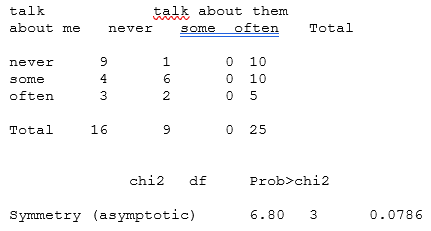 talk talk about them
about me never some often Total
never 9 1 0 10
some 4 6 0 10
often 3 2 0 5
Total 16 9 0 25
chi2 df Prob>chi2
Symmetry (asymptotic) 6.80 3 0.0786